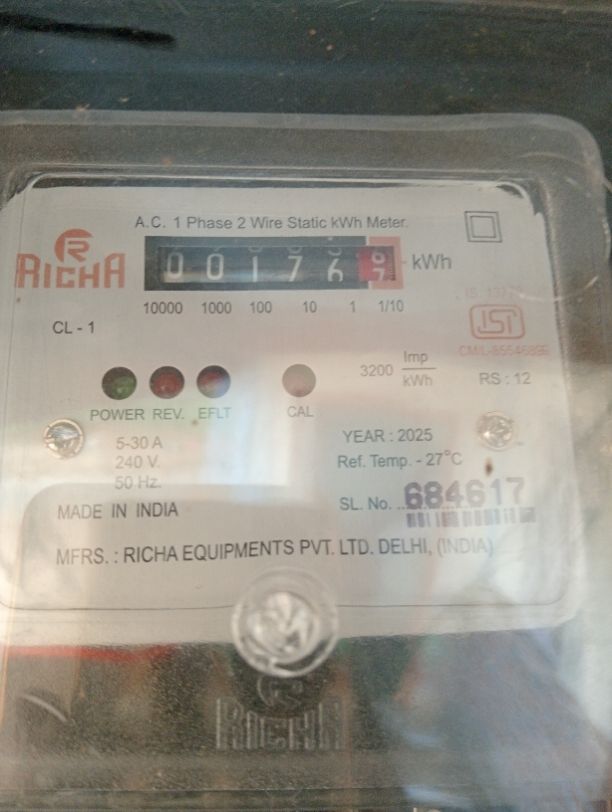 A.C. 1 Phase 2 Wire Static kWh Meter.
RICHA
0 0 1 7 6 kWh
10000 1000 100 10 1 1/10
CL - 1
ISI
3200 Imp/kWh
RS : 12
POWER REV. EFLT CAL
5-30 A
240 V.
50 Hz.
YEAR : 2025
Ref. Temp. - 27°C
SL. No. 684617
MADE IN INDIA
MFRS. : RICHA EQUIPMENTS PVT. LTD. DELHI, (INDIA)
RICHA